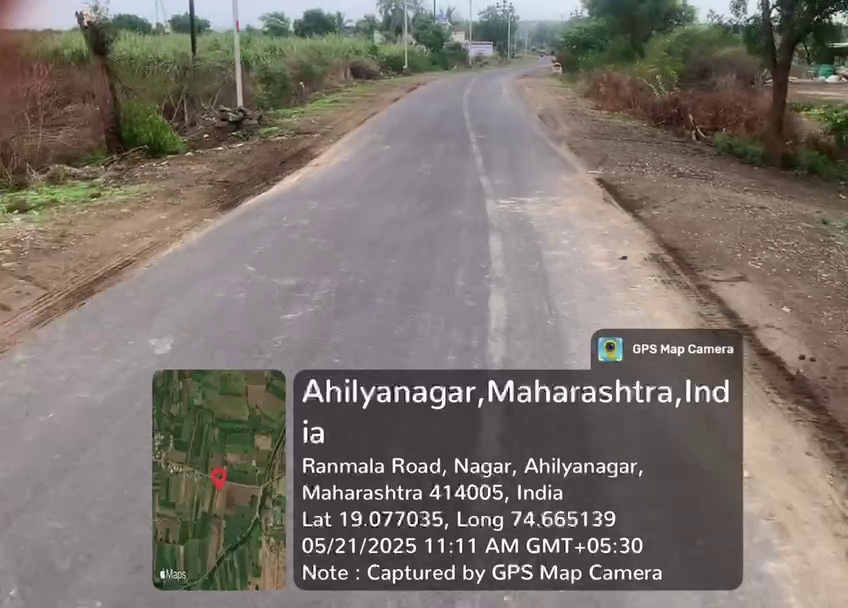 GPS Map Camera
Ahilyanagar,Maharashtra,Ind
ia
Ranmala Road, Nagar, Ahilyanagar,
Maharashtra 414005, India
Lat 19.077035, Long 74.665139
05/21/2025 11:11 AM GMT+05:30
Note : Captured by GPS Map Camera
Maps